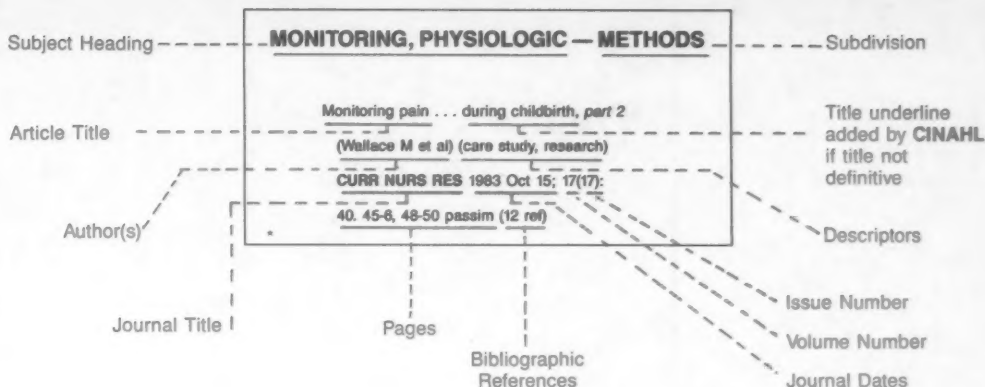 Subject Heading
MONITORING, PHYSIOLOGIC — METHODS
Subdivision
Monitoring pain . . . during childbirth, part 2
Article Title
Title underline
added by CINAHL
if title not
definitive
(Wallace M et al) (care study, research)
CURR NURS RES 1983 Oct 15; 17(17):
Author(s)
40. 45-6, 48-50 passim (12 ref)
*
Descriptors
Journal Title
Pages
Issue Number
Volume Number
Bibliographic
References
Journal Dates